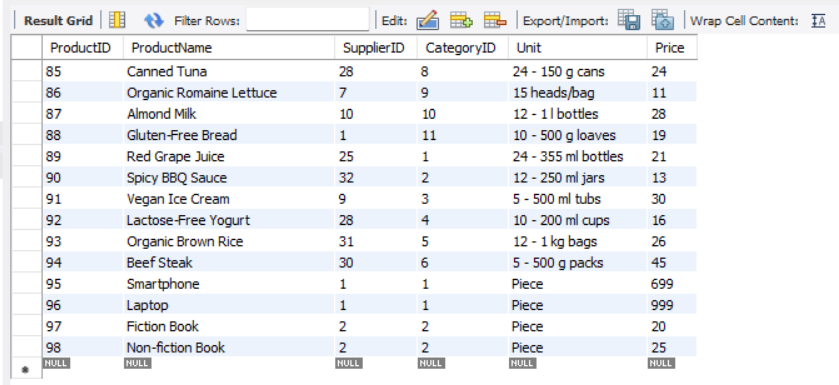 Result Grid Filter Rows: Edit: Export/Import: Wrap Cell Content: IA
ProductID ProductName SupplierID CategoryID Unit Price
85 Canned Tuna 28 8 24 - 150 g cans 24
86 Organic Romaine Lettuce 7 9 15 heads/bag 11
87 Almond Milk 10 10 12 - 1 l bottles 28
88 Gluten-Free Bread 1 11 10 - 500 g loaves 19
89 Red Grape Juice 25 1 24 - 355 ml bottles 21
90 Spicy BBQ Sauce 32 2 12 - 250 ml jars 13
91 Vegan Ice Cream 9 3 5 - 500 ml tubs 30
92 Lactose-Free Yogurt 28 4 10 - 200 ml cups 16
93 Organic Brown Rice 31 5 12 - 1 kg bags 26
94 Beef Steak 30 6 5 - 500 g packs 45
95 Smartphone 1 1 Piece 699
96 Laptop 1 1 Piece 999
97 Fiction Book 2 2 Piece 20
98 Non-fiction Book 2 2 Piece 25
NULL NULL NULL NULL NULL NULL